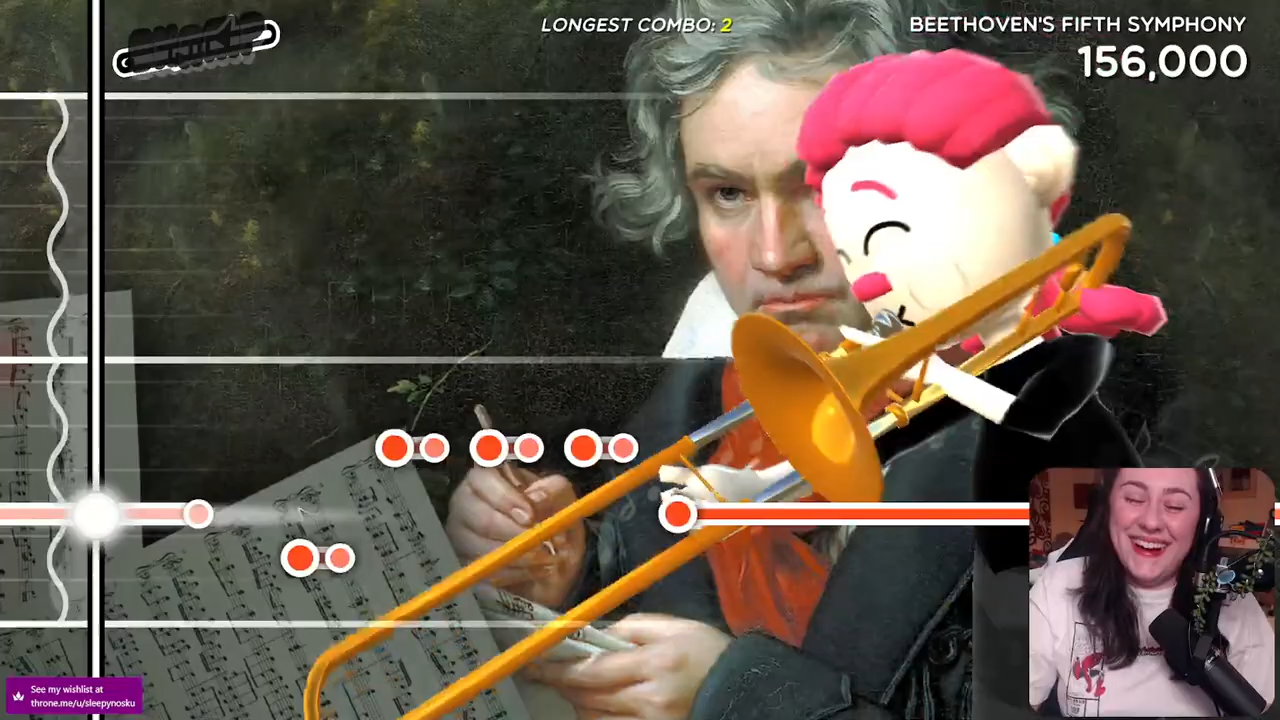 LONGEST COMBO: 2
BEETHOVEN'S FIFTH SYMPHONY
156,000
See my wishlist at
throne.me/u/sleepynosku